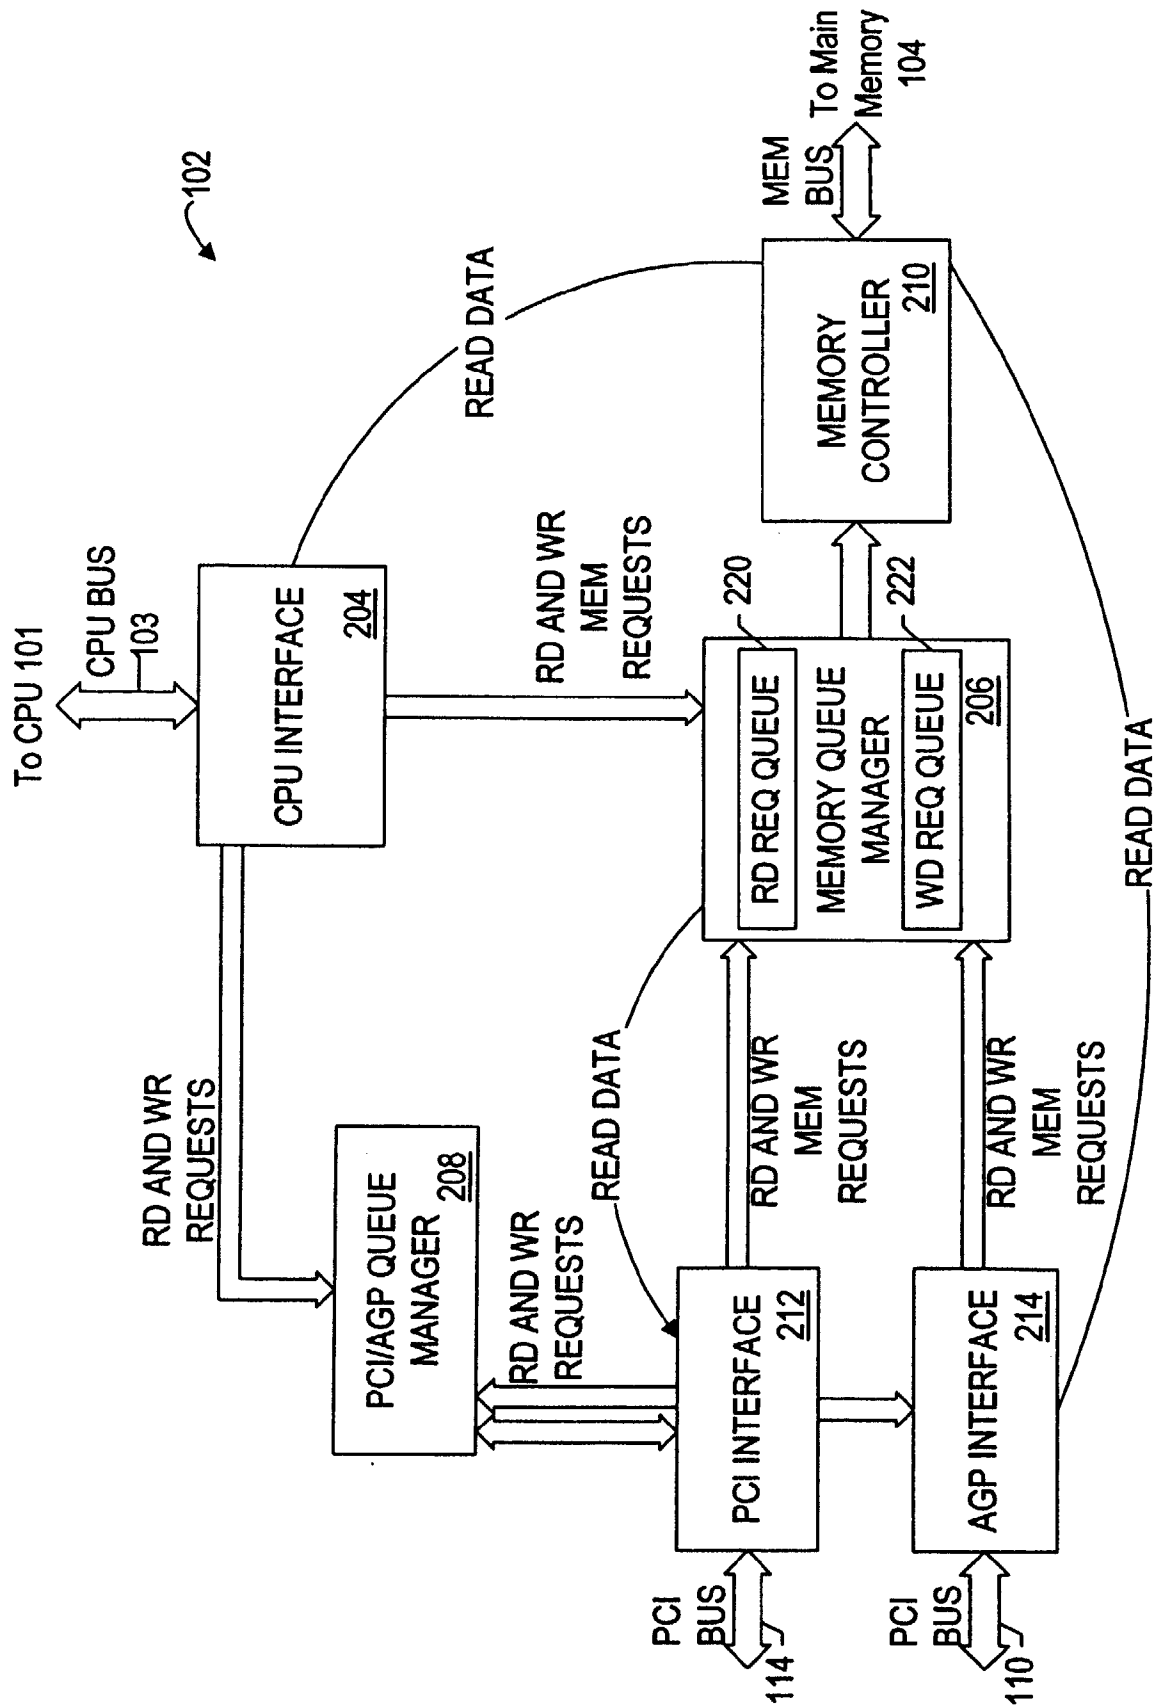 To CPU 101
CPU BUS
103
102
CPU INTERFACE
204
RD AND WR
REQUESTS
READ DATA
PCI/AGP QUEUE
MANAGER
208
RD AND WR
MEM
REQUESTS
RD AND WR
REQUESTS
READ DATA
220
RD REQ QUEUE
MEMORY QUEUE
MANAGER
WD REQ QUEUE
222
206
MEMORY
CONTROLLER
210
MEM
BUS
To Main
Memory
104
PCI
BUS
114
PCI INTERFACE
212
RD AND WR
MEM
REQUESTS
PCI
BUS
110
AGP INTERFACE
214
RD AND WR
MEM
REQUESTS
READ DATA